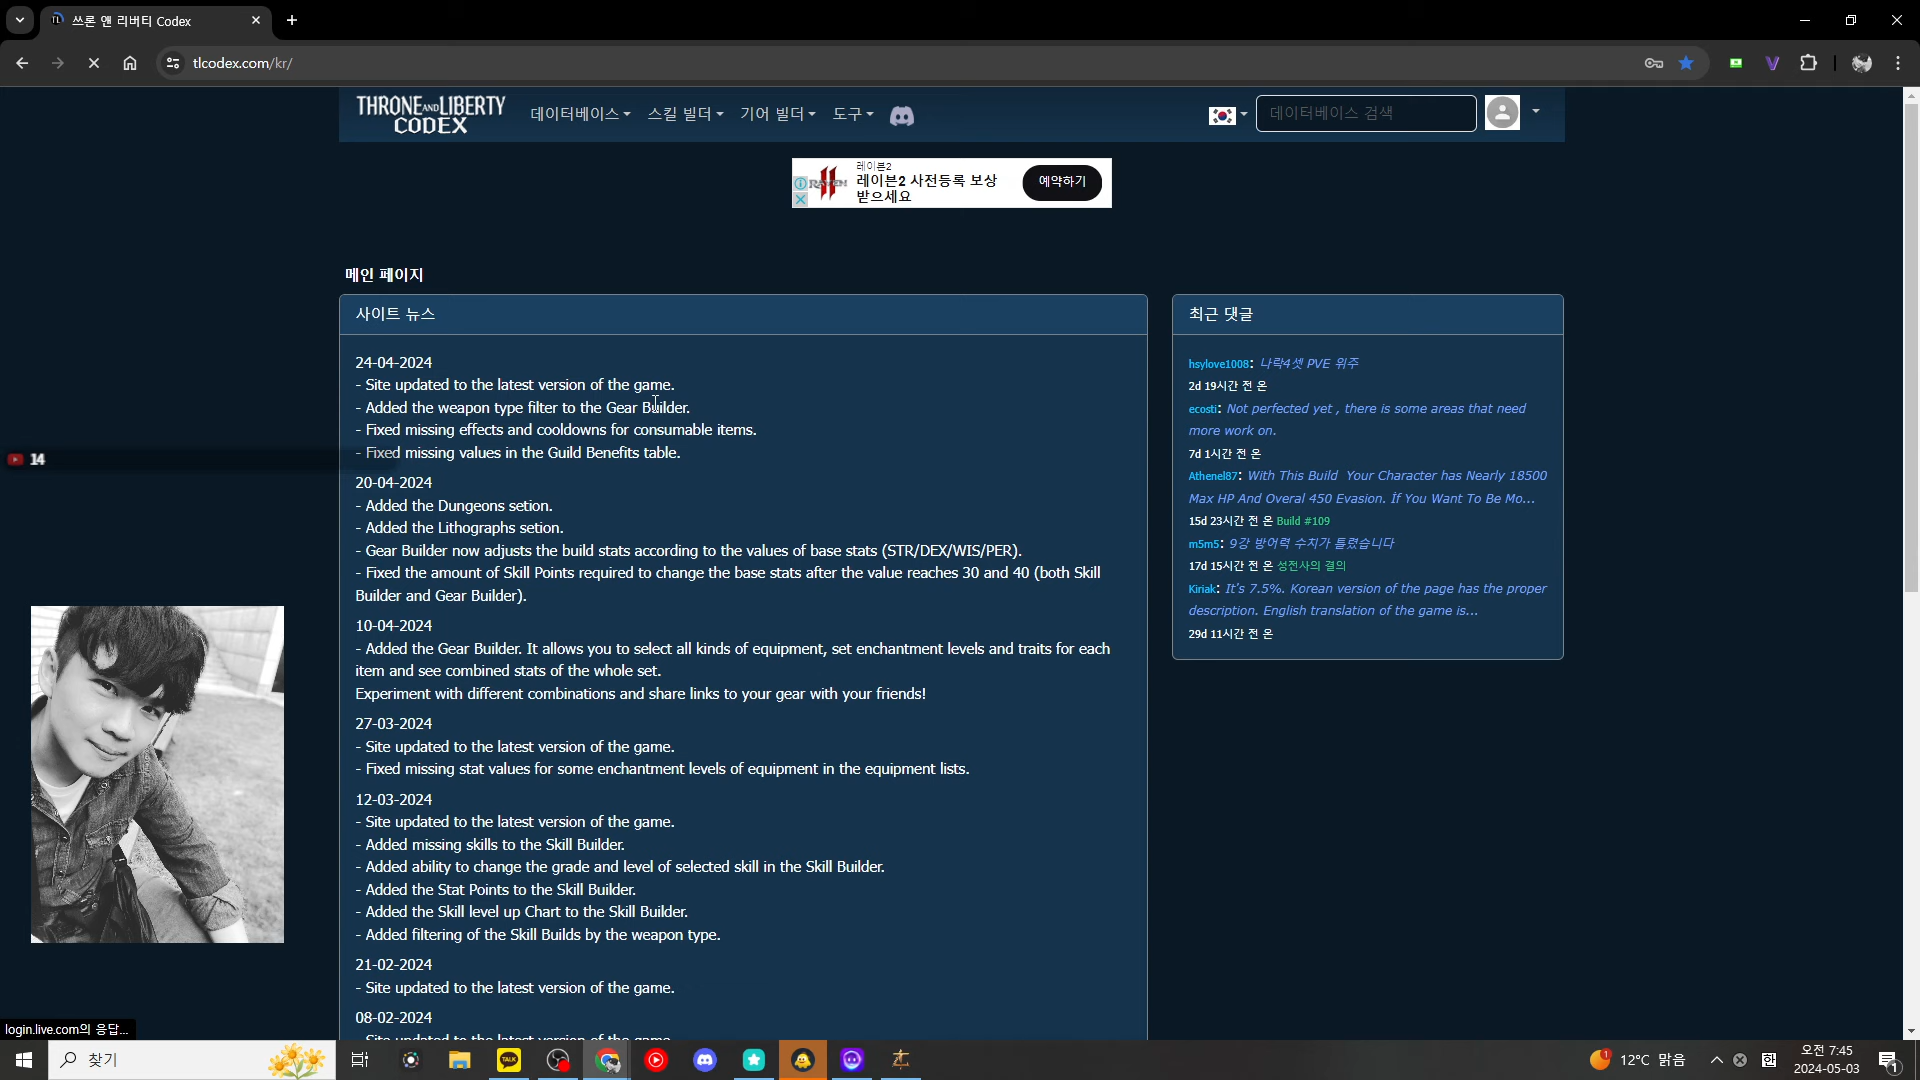 쓰론 앤 리버티 Codex
tlcodex.com/kr/
THRONE AND LIBERTY
CODEX
데이터베이스
스킬 빌더
기어 빌더
도구
데이터베이스 검색
레이븐2
레이븐2 사전등록 보상
받으세요
예약하기
메인 페이지
사이트 뉴스
24-04-2024
- Site updated to the latest version of the game.
- Added the weapon type filter to the Gear Builder.
- Fixed missing effects and cooldowns for consumable items.
- Fixed missing values in the Guild Benefits table.
20-04-2024
- Added the Dungeons setion.
- Added the Lithographs setion.
- Gear Builder now adjusts the build stats according to the values of base stats (STR/DEX/WIS/PER).
- Fixed the amount of Skill Points required to change the base stats after the value reaches 30 and 40 (both Skill
Builder and Gear Builder).
10-04-2024
- Added the Gear Builder. It allows you to select all kinds of equipment, set enchantment levels and traits for each
item and see combined stats of the whole set.
Experiment with different combinations and share links to your gear with your friends!
27-03-2024
- Site updated to the latest version of the game.
- Fixed missing stat values for some enchantment levels of equipment in the equipment lists.
12-03-2024
- Site updated to the latest version of the game.
- Added missing skills to the Skill Builder.
- Added ability to change the grade and level of selected skill in the Skill Builder.
- Added the Stat Points to the Skill Builder.
- Added the Skill level up Chart to the Skill Builder.
- Added filtering of the Skill Builds by the weapon type.
21-02-2024
- Site updated to the latest version of the game.
08-02-2024
- Site updated to the latest version of the game.
최근 댓글
hsylove1008: 나락4셋 PVE 위주
2d 19시간 전 온
ecosti: Not perfected yet , there is some areas that need
more work on.
7d 1시간 전 온
Athenel87: With This Build Your Character has Nearly 18500
Max HP And Overal 450 Evasion. İf You Want To Be Mo...
15d 23시간 전 온 Build #109
m5m5: 9강 방어력 수치가 틀렸습니다
17d 15시간 전 온 성전사의 결의
Kiriak: It's 7.5%. Korean version of the page has the proper
description. English translation of the game is...
29d 11시간 전 온
14
login.live.com의 응답...
찾기
TALK
12°C 맑음
한
오전 7:45
2024-05-03